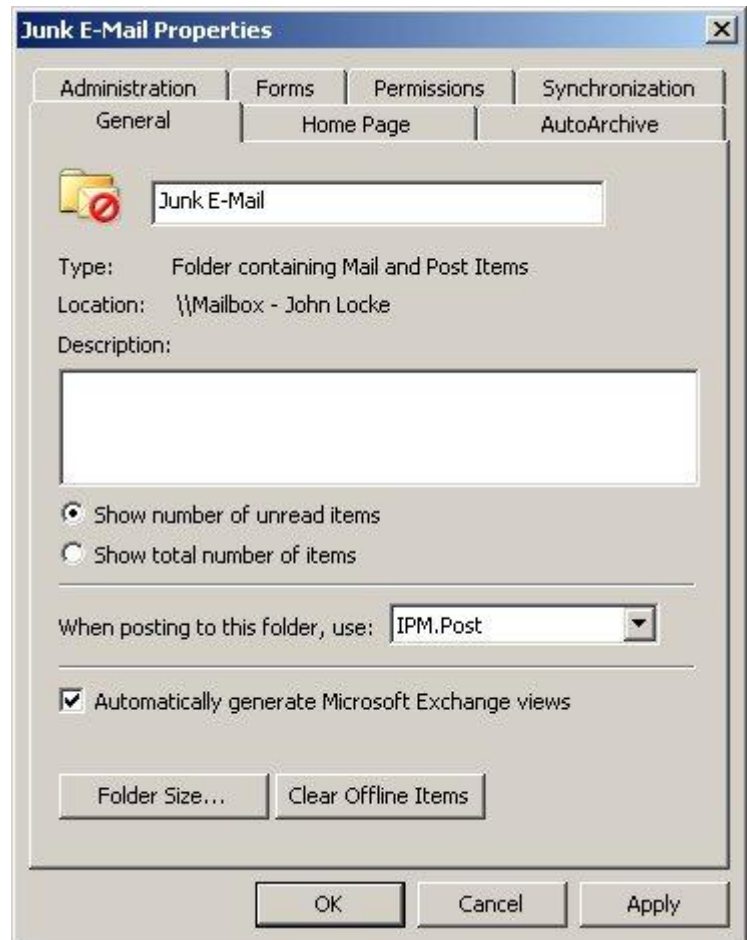 Junk E-Mail Properties
Administration Forms Permissions Synchronization
General Home Page AutoArchive
Junk E-Mail
Type: Folder containing Mail and Post Items
Location: \\Mailbox - John Locke
Description:
Show number of unread items
Show total number of items
When posting to this folder, use: IPM.Post
Automatically generate Microsoft Exchange views
Folder Size... Clear Offline Items
OK Cancel Apply